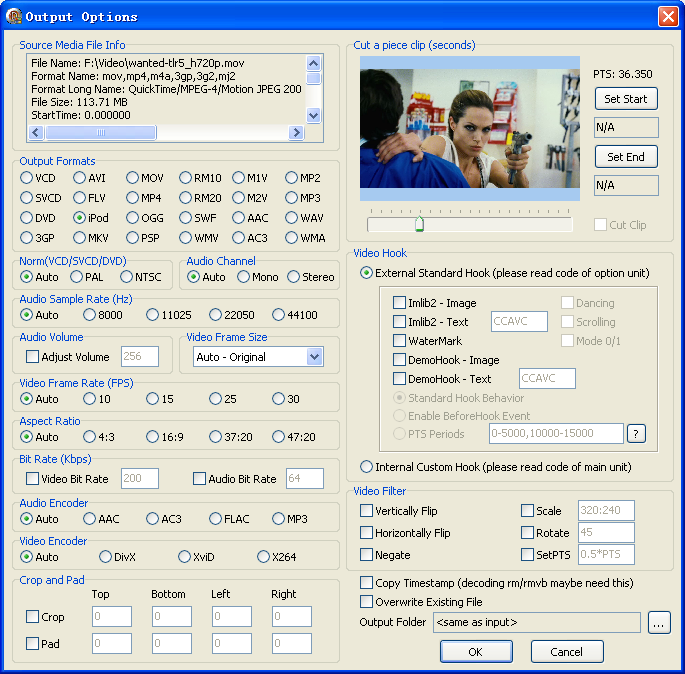 Output Options
Source Media File Info
File Name: F:\Video\wanted-tlr5_h720p.mov
Format Name: mov,mp4,m4a,3gp,3g2,mj2
Format Long Name: QuickTime/MPEG-4/Motion JPEG 200
File Size: 113.71 MB
StartTime: 0.000000
Output Formats
VCD AVI MOV RM10 M1V MP2
SVCD FLV MP4 RM20 M2V MP3
DVD iPod OGG SWF AAC WAV
3GP MKV PSP WMV AC3 WMA
Norm(VCD/SVCD/DVD)
Auto PAL NTSC
Audio Channel
Auto Mono Stereo
Audio Sample Rate (Hz)
Auto 8000 11025 22050 44100
Audio Volume
Adjust Volume 256
Video Frame Size
Auto - Original
Video Frame Rate (FPS)
Auto 10 15 25 30
Aspect Ratio
Auto 4:3 16:9 37:20 47:20
Bit Rate (Kbps)
Video Bit Rate 200 Audio Bit Rate 64
Audio Encoder
Auto AAC AC3 FLAC MP3
Video Encoder
Auto DivX XviD X264
Crop and Pad
Top Bottom Left Right
Crop 0 0 0 0
Pad 0 0 0 0
Cut a piece clip (seconds)
PTS: 36.350
Set Start
N/A
Set End
N/A
Cut Clip
Video Hook
External Standard Hook (please read code of option unit)
Imlib2 - Image Dancing
Imlib2 - Text CCAVC Scrolling
WaterMark Mode 0/1
DemoHook - Image
DemoHook - Text CCAVC
Standard Hook Behavior
Enable BeforeHook Event
PTS Periods 0-5000,10000-15000 ?
Internal Custom Hook (please read code of main unit)
Video Filter
Vertically Flip Scale 320:240
Horizontally Flip Rotate 45
Negate SetPTS 0.5*PTS
Copy Timestamp (decoding rm/rmvb maybe need this)
Overwrite Existing File
Output Folder <same as input> ...
OK Cancel